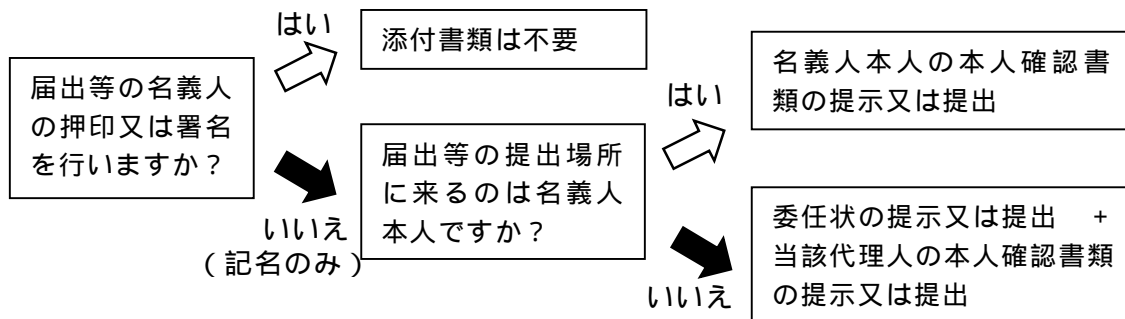 届出等の名義人
の押印又は署名
を行いますか？
はい
添付書類は不要
いいえ
（記名のみ）
届出等の提出場所
に来るのは名義人
本人ですか？
はい
名義人本人の本人確認書
類の提示又は提出
いいえ
委任状の提示又は提出　+
当該代理人の本人確認書類
の提示又は提出